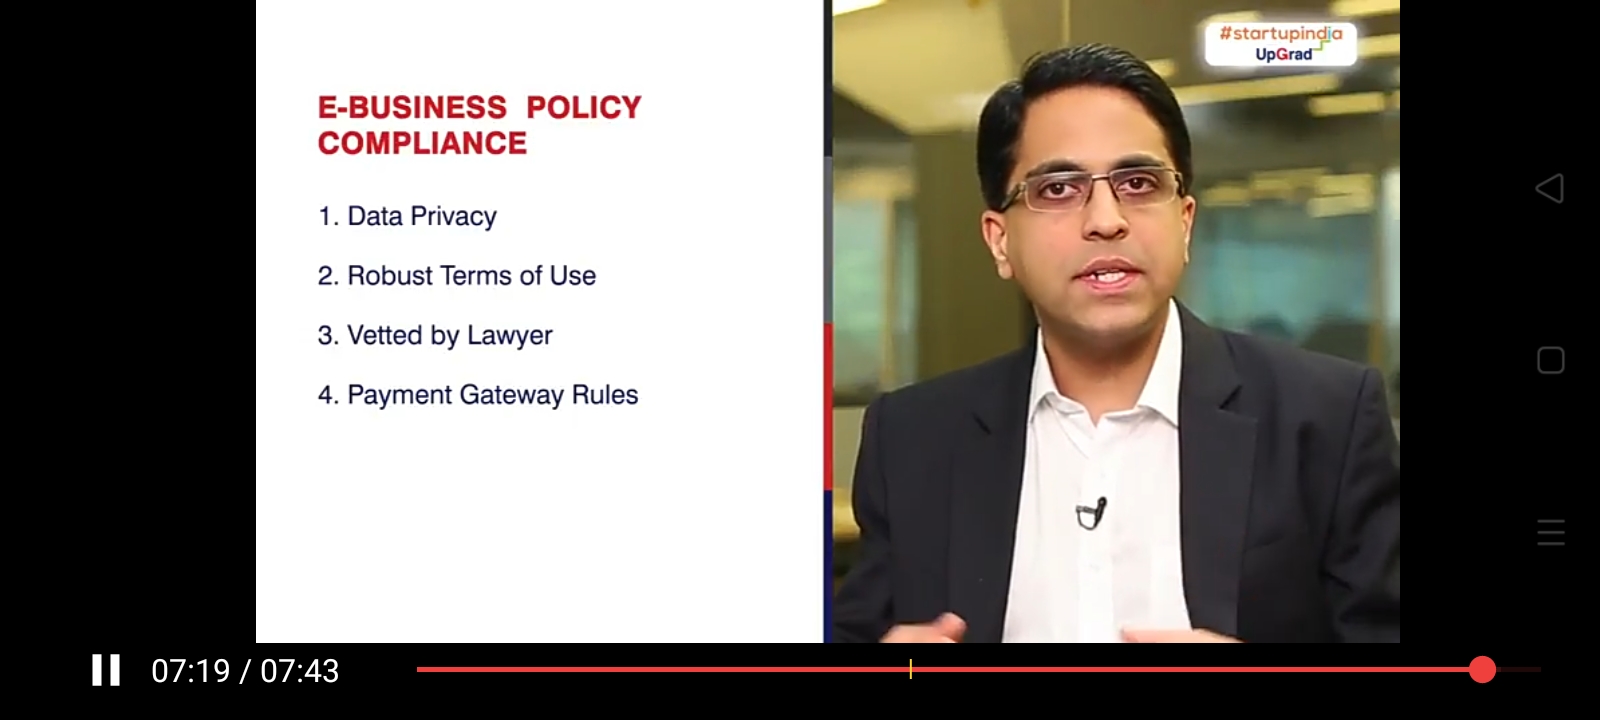 #startupindia
UpGrad
E-BUSINESS POLICY
COMPLIANCE
1. Data Privacy
2. Robust Terms of Use
3. Vetted by Lawyer
4. Payment Gateway Rules
07:19 / 07:43